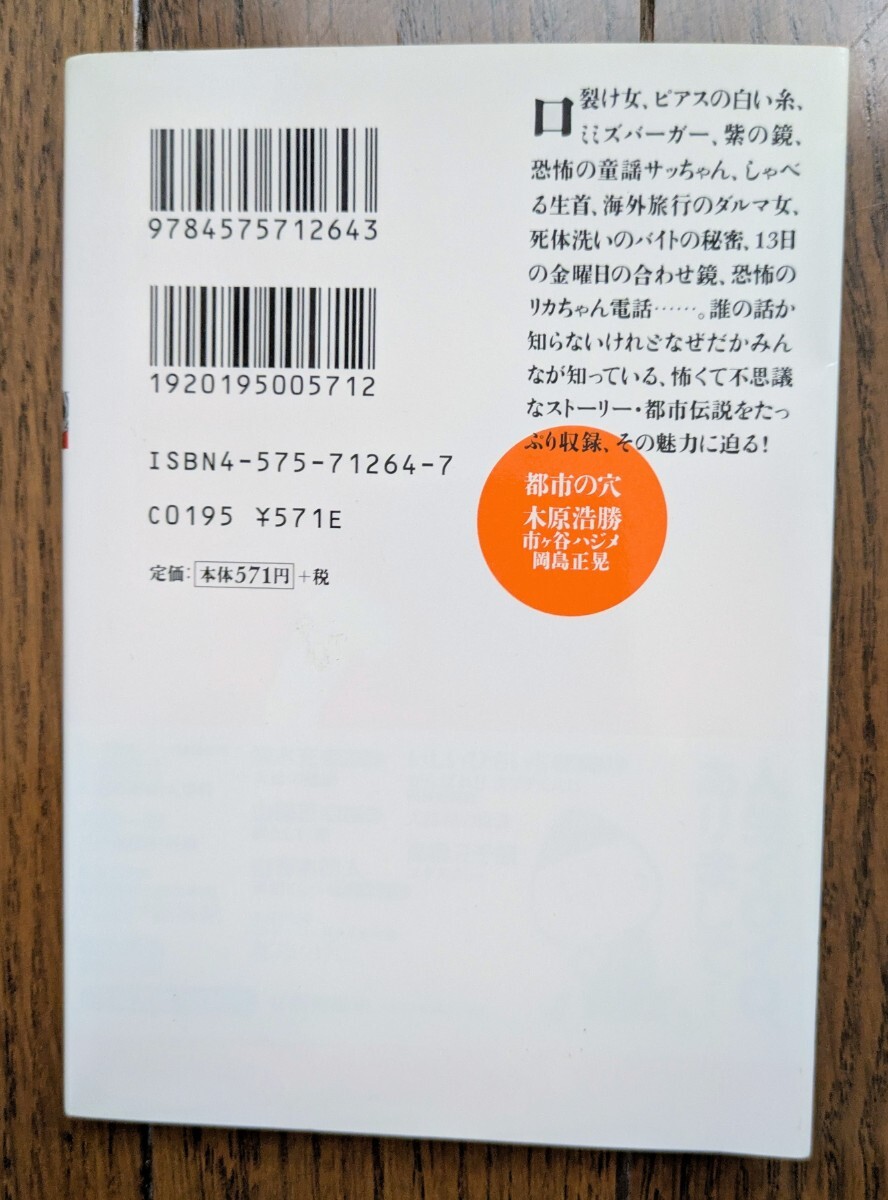 口裂け女、ピアスの白い糸、
ミミズバーガー、紫の鏡、
恐怖の童謡サッちゃん、しゃべ
る生首、海外旅行のダルマ女、
死体洗いのバイトの秘密、13日
の金曜日の合わせ鏡、恐怖の
リカちゃん電話……。誰の話か
知らないけれどなぜだかみん
なが知っている、怖くて不思議
なストーリー・都市伝説をたっ
ぷり収録、その魅力に迫る!
都市の穴
木原浩勝
市ヶ谷ハジメ
岡島正晃
9784575712643
1920195005712
ISBN4-575-71264-7
C0195 ¥571E
定価:本体571円+税